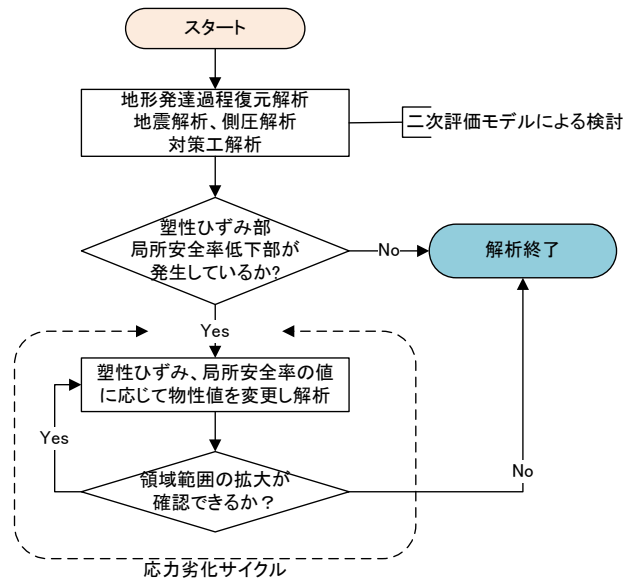 スタート
地形発達過程復元解析
地震解析、側圧解析
対策工解析
二次評価モデルによる検討
塑性ひずみ部
局所安全率低下部が
発生しているか?
No
解析終了
Yes
塑性ひずみ、局所安全率の値
に応じて物性値を変更し解析
Yes
領域範囲の拡大が
確認できるか？
No
応力劣化サイクル